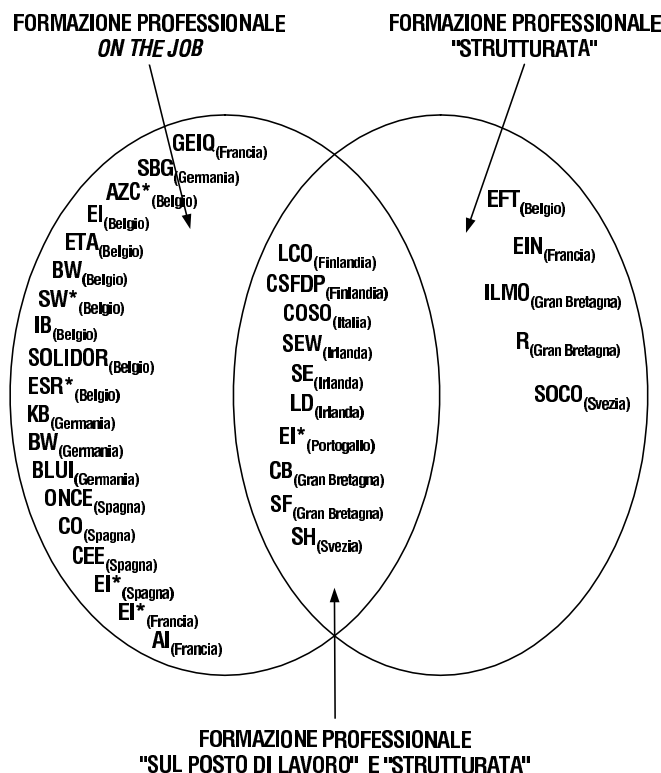 FORMAZIONE PROFESSIONALE
ON THE JOB
FORMAZIONE PROFESSIONALE
"STRUTTURATA"
GEIQ(Francia)
SBG(Germania)
AZC*(Belgio)
EI(Belgio)
ETA(Belgio)
BW(Belgio)
SW*(Belgio)
IB(Belgio)
SOLIDOR(Belgio)
ESR*(Belgio)
KB(Germania)
BW(Germania)
BLUI(Germania)
ONCE(Spagna)
CO(Spagna)
CEE(Spagna)
EI*(Spagna)
EI*(Francia)
AI(Francia)
LCO(Finlandia)
CSFDP(Finlandia)
COSO(Italia)
SEW(Irlanda)
SE(Irlanda)
LD(Irlanda)
EI*(Portogallo)
CB(Gran Bretagna)
SF(Gran Bretagna)
SH(Svezia)
EFT(Belgio)
EIN(Francia)
ILMO(Gran Bretagna)
R(Gran Bretagna)
SOCO(Svezia)
FORMAZIONE PROFESSIONALE
"SUL POSTO DI LAVORO" E "STRUTTURATA"